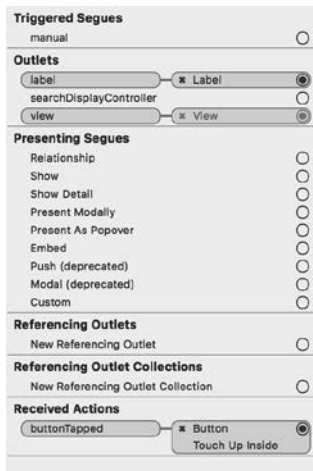 Triggered Segues
manual
Outlets
label × Label
searchDisplayController
view × View
Presenting Segues
Relationship
Show
Show Detail
Present Modally
Present As Popover
Embed
Push (deprecated)
Modal (deprecated)
Custom
Referencing Outlets
New Referencing Outlet
Referencing Outlet Collections
New Referencing Outlet Collection
Received Actions
buttonTapped × Button
Touch Up Inside